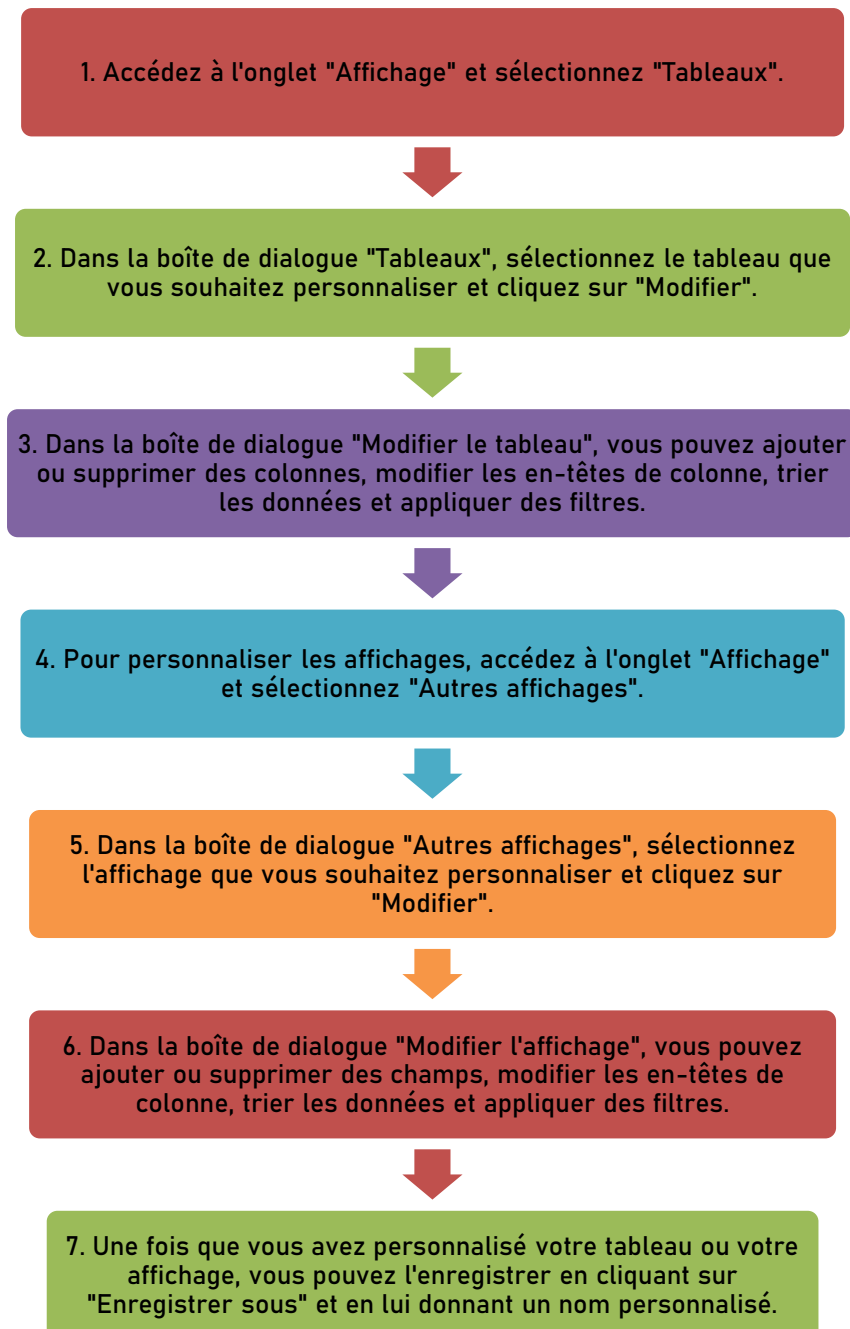 1. Accédez à l'onglet "Affichage" et sélectionnez "Tableaux".
2. Dans la boîte de dialogue "Tableaux", sélectionnez le tableau que
vous souhaitez personnaliser et cliquez sur "Modifier".
3. Dans la boîte de dialogue "Modifier le tableau", vous pouvez ajouter
ou supprimer des colonnes, modifier les en-têtes de colonne, trier
les données et appliquer des filtres.
4. Pour personnaliser les affichages, accédez à l'onglet "Affichage"
et sélectionnez "Autres affichages".
5. Dans la boîte de dialogue "Autres affichages", sélectionnez
l'affichage que vous souhaitez personnaliser et cliquez sur
"Modifier".
6. Dans la boîte de dialogue "Modifier l'affichage", vous pouvez
ajouter ou supprimer des champs, modifier les en-têtes de
colonne, trier les données et appliquer des filtres.
7. Une fois que vous avez personnalisé votre tableau ou votre
affichage, vous pouvez l'enregistrer en cliquant sur
"Enregistrer sous" et en lui donnant un nom personnalisé.